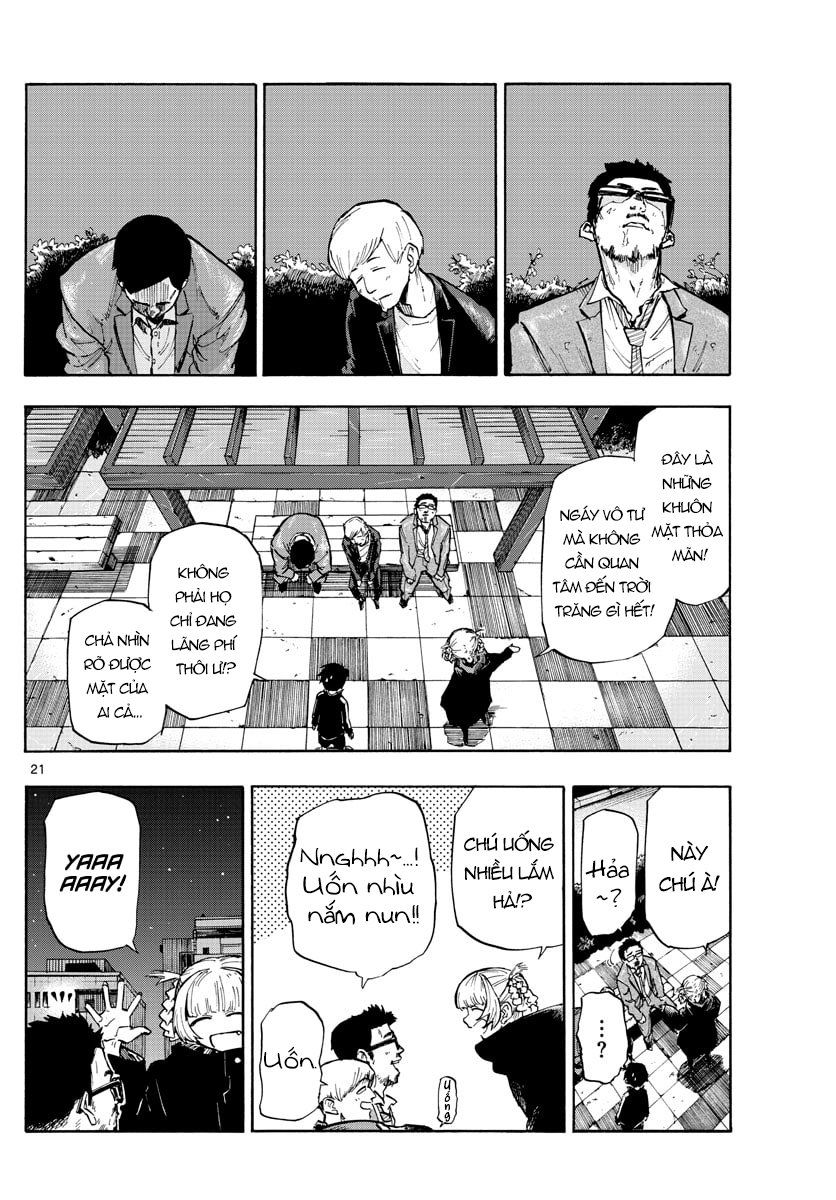 ĐÂY LÀ
NHỮNG
KHUÔN
MẶT THỎA
MÃN!
NGÁY VÔ TƯ
MÀ KHÔNG
CẦN QUAN
TÂM ĐẾN TRỜI
TRĂNG GÌ HẾT!
KHÔNG
PHẢI HỌ
CHỈ ĐANG
LÃNG PHÍ
THÔI Ư!?
CHẢ NHÌN
RÕ ĐƯỢC
MẶT CỦA
AI CẢ...
21
NÀY
CHÚ À!
Hảa
~?
...?
CHÚ UỐNG
NHIỀU LẮM
HẢ!?
Nnghhh~...!
Uốn nhìu
nắm nun!!
Uốn.
Uống
YAAA
AAAY!